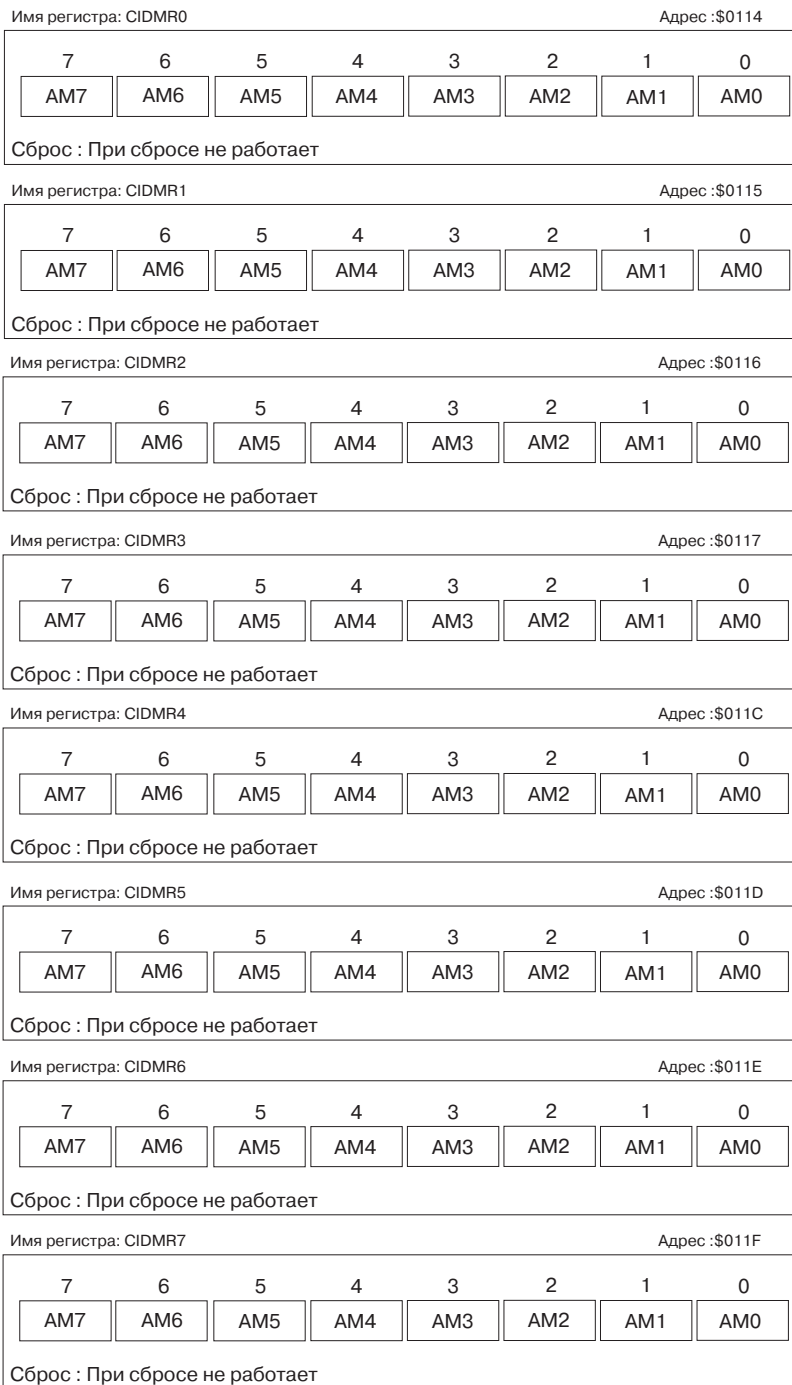 Имя регистра: CIDMR0 Адрес :$0114
7 6 5 4 3 2 1 0
AM7 AM6 AM5 AM4 AM3 AM2 AM1 AM0
Сброс : При сбросе не работает
Имя регистра: CIDMR1 Адрес :$0115
7 6 5 4 3 2 1 0
AM7 AM6 AM5 AM4 AM3 AM2 AM1 AM0
Сброс : При сбросе не работает
Имя регистра: CIDMR2 Адрес :$0116
7 6 5 4 3 2 1 0
AM7 AM6 AM5 AM4 AM3 AM2 AM1 AM0
Сброс : При сбросе не работает
Имя регистра: CIDMR3 Адрес :$0117
7 6 5 4 3 2 1 0
AM7 AM6 AM5 AM4 AM3 AM2 AM1 AM0
Сброс : При сбросе не работает
Имя регистра: CIDMR4 Адрес :$011C
7 6 5 4 3 2 1 0
AM7 AM6 AM5 AM4 AM3 AM2 AM1 AM0
Сброс : При сбросе не работает
Имя регистра: CIDMR5 Адрес :$011D
7 6 5 4 3 2 1 0
AM7 AM6 AM5 AM4 AM3 AM2 AM1 AM0
Сброс : При сбросе не работает
Имя регистра: CIDMR6 Адрес :$011E
7 6 5 4 3 2 1 0
AM7 AM6 AM5 AM4 AM3 AM2 AM1 AM0
Сброс : При сбросе не работает
Имя регистра: CIDMR7 Адрес :$011F
7 6 5 4 3 2 1 0
AM7 AM6 AM5 AM4 AM3 AM2 AM1 AM0
Сброс : При сбросе не работает